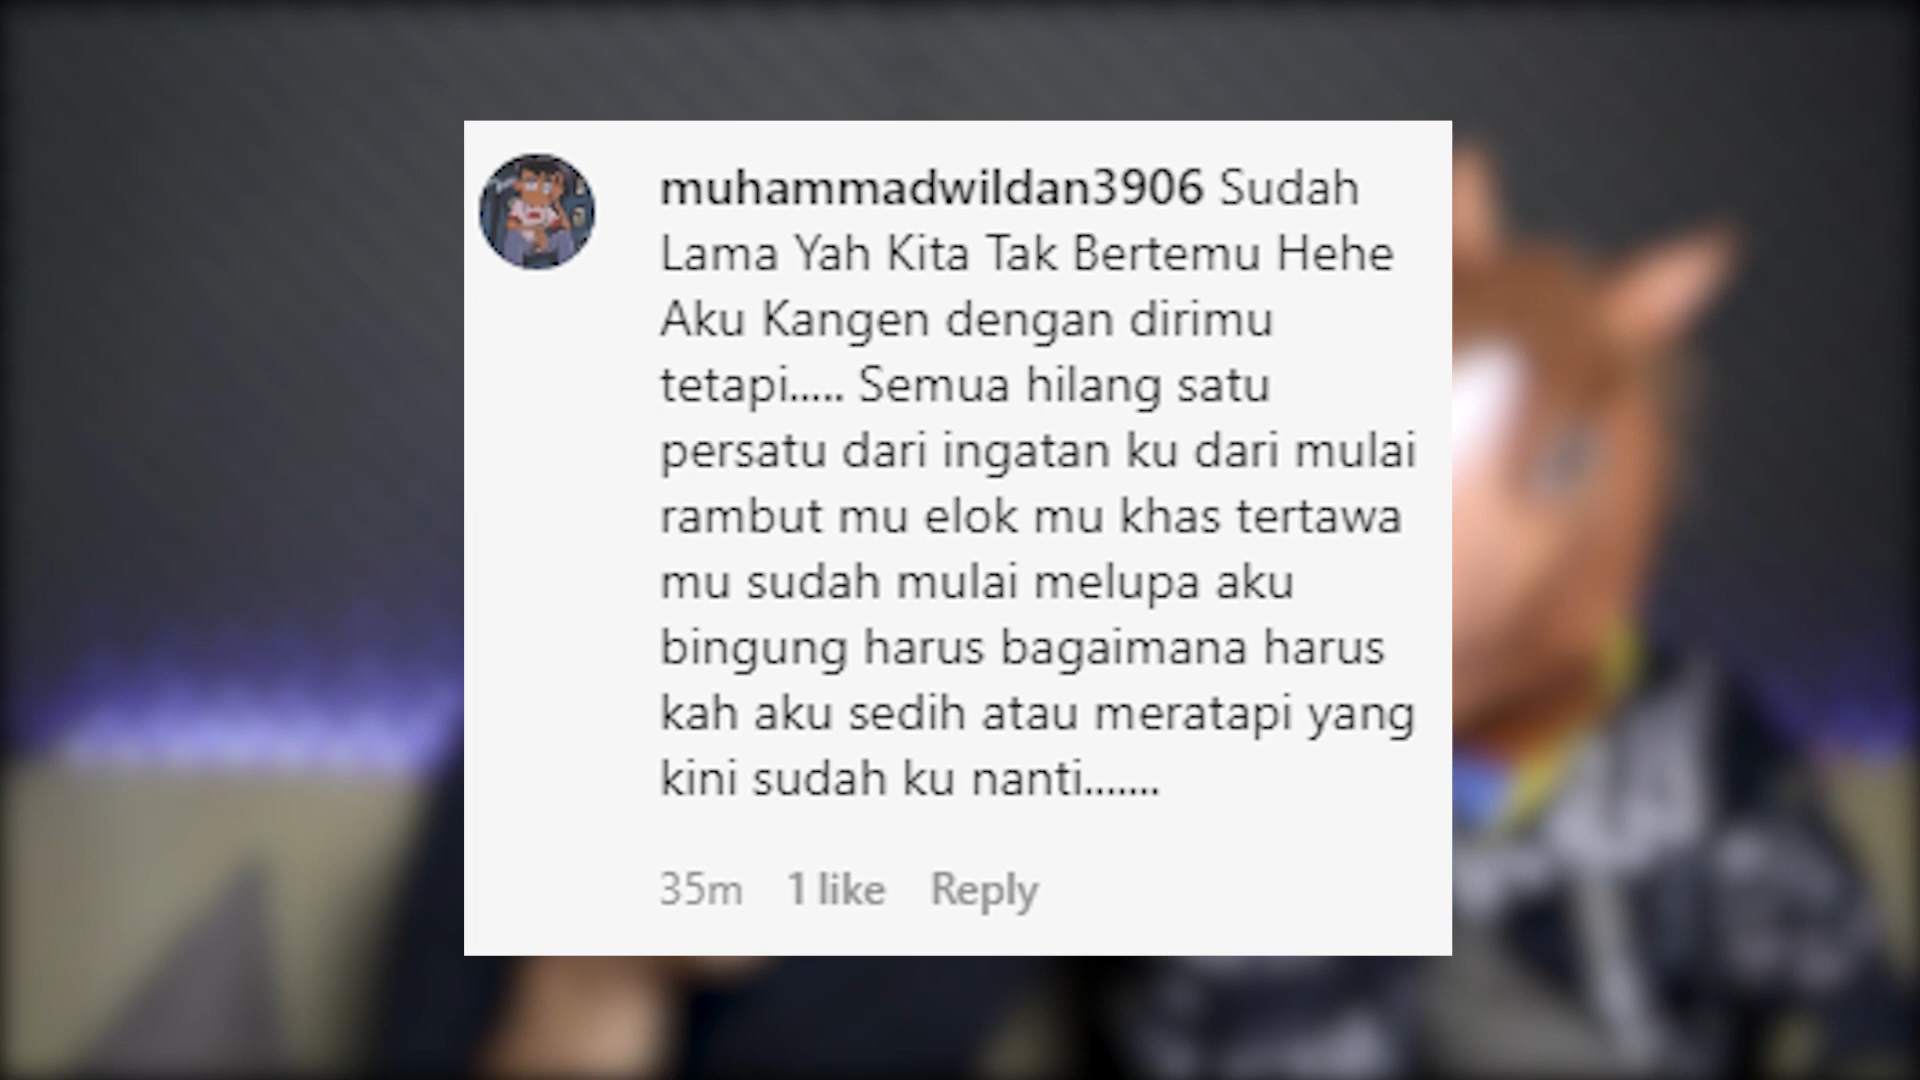 muhammadwildan3906 Sudah
Lama Yah Kita Tak Bertemu Hehe
Aku Kangen dengan dirimu
tetapi..... Semua hilang satu
persatu dari ingatan ku dari mulai
rambut mu elok mu khas tertawa
mu sudah mulai melupa aku
bingung harus bagaimana harus
kah aku sedih atau meratapi yang
kini sudah ku nanti.......
35m 1 like Reply